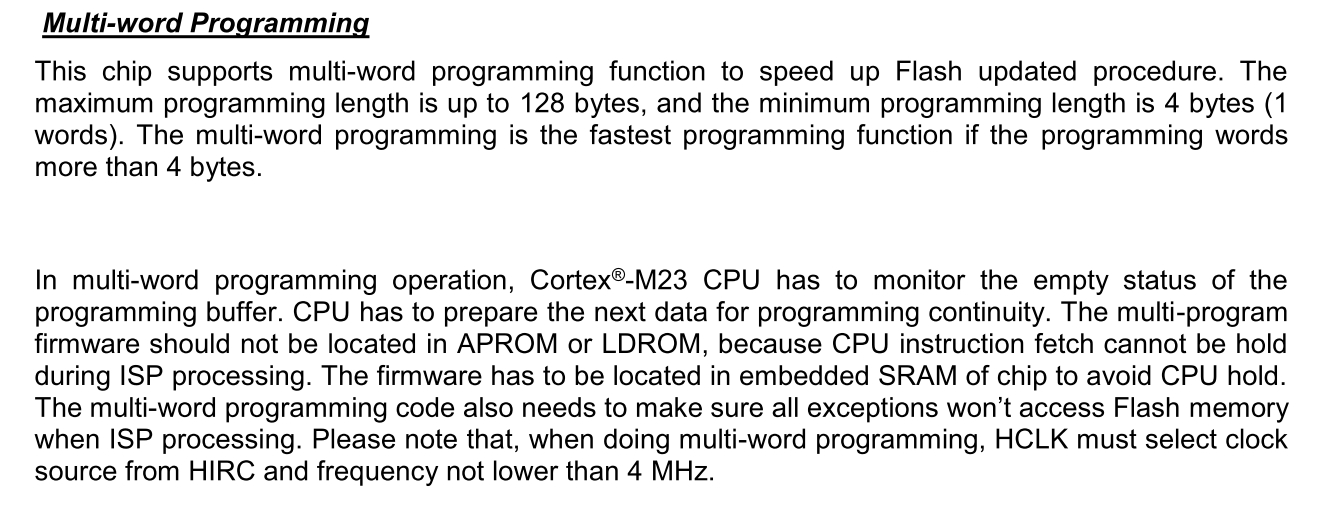 Multi-word Programming
This chip supports multi-word programming function to speed up Flash updated procedure. The
maximum programming length is up to 128 bytes, and the minimum programming length is 4 bytes (1
words). The multi-word programming is the fastest programming function if the programming words
more than 4 bytes.
In multi-word programming operation, Cortex®-M23 CPU has to monitor the empty status of the
programming buffer. CPU has to prepare the next data for programming continuity. The multi-program
firmware should not be located in APROM or LDROM, because CPU instruction fetch cannot be hold
during ISP processing. The firmware has to be located in embedded SRAM of chip to avoid CPU hold.
The multi-word programming code also needs to make sure all exceptions won’t access Flash memory
when ISP processing. Please note that, when doing multi-word programming, HCLK must select clock
source from HIRC and frequency not lower than 4 MHz.